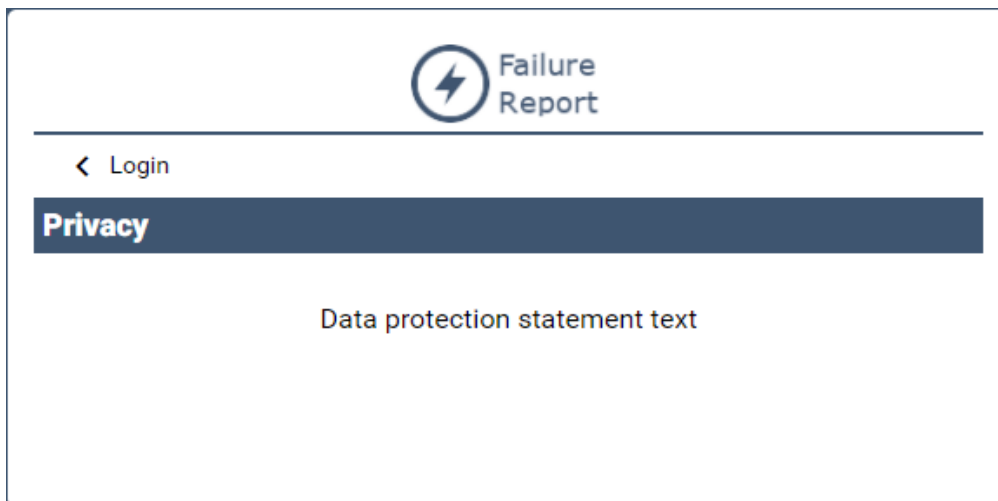 Failure
Report
Login
Privacy
Data protection statement text